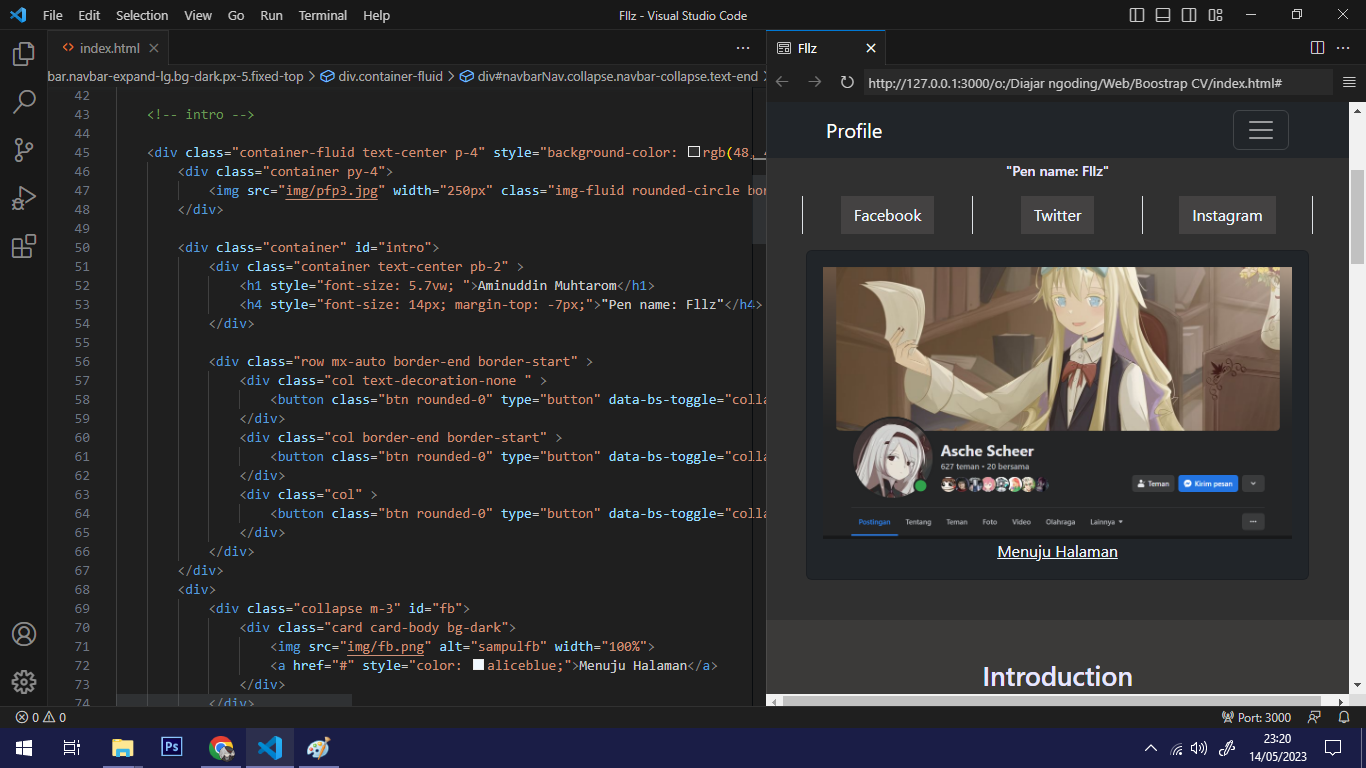 File Edit Selection View Go Run Terminal Help
Fllz - Visual Studio Code
index.html
bar.navbar-expand-lg.bg-dark.px-5.fixed-top > div.container-fluid > div#navbarNav.collapse.navbar-collapse.text-end
42
43 <!-- intro -->
44
45 <div class="container-fluid text-center p-4" style="background-color: rgb(48, 4
46 <div class="container py-4">
47 <img src="img/pfp3.jpg" width="250px" class="img-fluid rounded-circle bor
48 </div>
49
50 <div class="container" id="intro">
51 <div class="container text-center pb-2" >
52 <h1 style="font-size: 5.7vw; ">Aminuddin Muhtarom</h1>
53 <h4 style="font-size: 14px; margin-top: -7px;">"Pen name: Fllz"</h4>
54 </div>
55
56 <div class="row mx-auto border-end border-start" >
57 <div class="col text-decoration-none " >
58 <button class="btn rounded-0" type="button" data-bs-toggle="colla
59 </div>
60 <div class="col border-end border-start" >
61 <button class="btn rounded-0" type="button" data-bs-toggle="colla
62 </div>
63 <div class="col" >
64 <button class="btn rounded-0" type="button" data-bs-toggle="colla
65 </div>
66 </div>
67 </div>
68 <div>
69 <div class="collapse m-3" id="fb">
70 <div class="card card-body bg-dark">
71 <img src="img/fb.png" alt="sampulfb" width="100%">
72 <a href="#" style="color: aliceblue;">Menuju Halaman</a>
73 </div>
74 </div>
Fllz
http://127.0.0.1:3000/o:/Diajar ngoding/Web/Boostrap CV/index.html#
Profile
"Pen name: Fllz"
Facebook Twitter Instagram
Asche Scheer
627 teman • 20 bersama
Teman Kirim pesan
Postingan Tentang Teman Foto Video Olahraga Lainnya
Menuju Halaman
Introduction
0 0
Port: 3000
Ps
23:20
14/05/2023